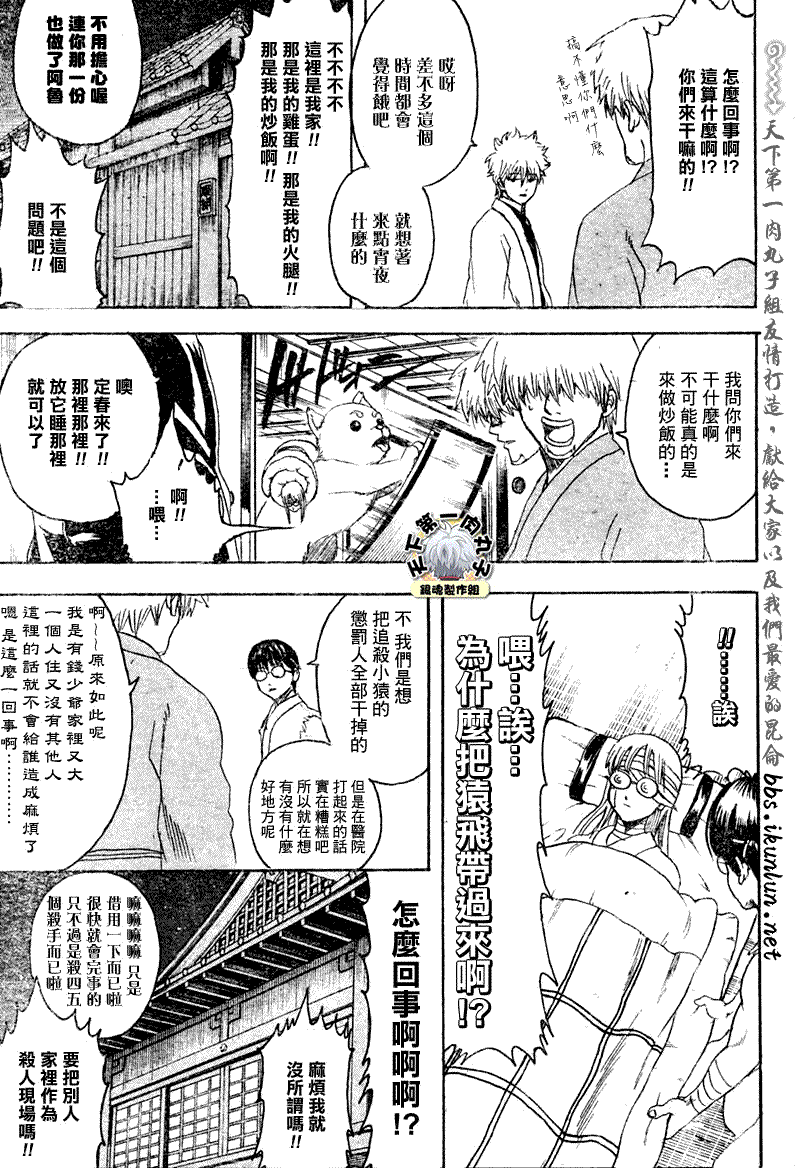 怎麼回事啊!?
這算什麼啊!?
你們來干嘛的!!
搞不懂你們什麼
意思啊
哎呀
差不多這個
時間都會
覺得餓吧
就想著
來點宵夜
什麼的
不不不不
這裡是我家!!
那是我的雞蛋!!那是我的火腿!!
那是我的炒飯啊!!
不用擔心喔
連你那一份
也做了阿魯
不是這個
問題吧!!
我問你們來
干什麼啊
不可能真的是
來做炒飯的…
噢
定春來了!!
那裡那裡!!
放它睡那裡
就可以了
啊!!
…喂…
天下第一肉丸子
銀魂製作組
!!……誒
喂…誒…
為什麼把猿飛帶過來啊!?
不 我們是想
把追殺小猿的
懲罰人全部干掉的
但是在醫院
打起來的話
實在糟糕吧
所以就在想
有沒有什麼
好地方呢
啊~~原來如此呢
我是有錢少爺家裡又大
一個人住又沒有其他人
這裡的話就不會給誰造成麻煩了
嗯是這麼一回事啊………
怎麼回事啊啊啊!?
嘛嘛嘛嘛 只是
借用一下而已啦
很快就會完事的
只不過是殺四五
個殺手而已啦
麻煩我就
沒所謂嗎!!
要把別人
家裡作為
殺人現場嗎!!
天下第一肉丸子組友情打造，獻給大家以及我們最愛的昆侖 bbs.ikunlun.net